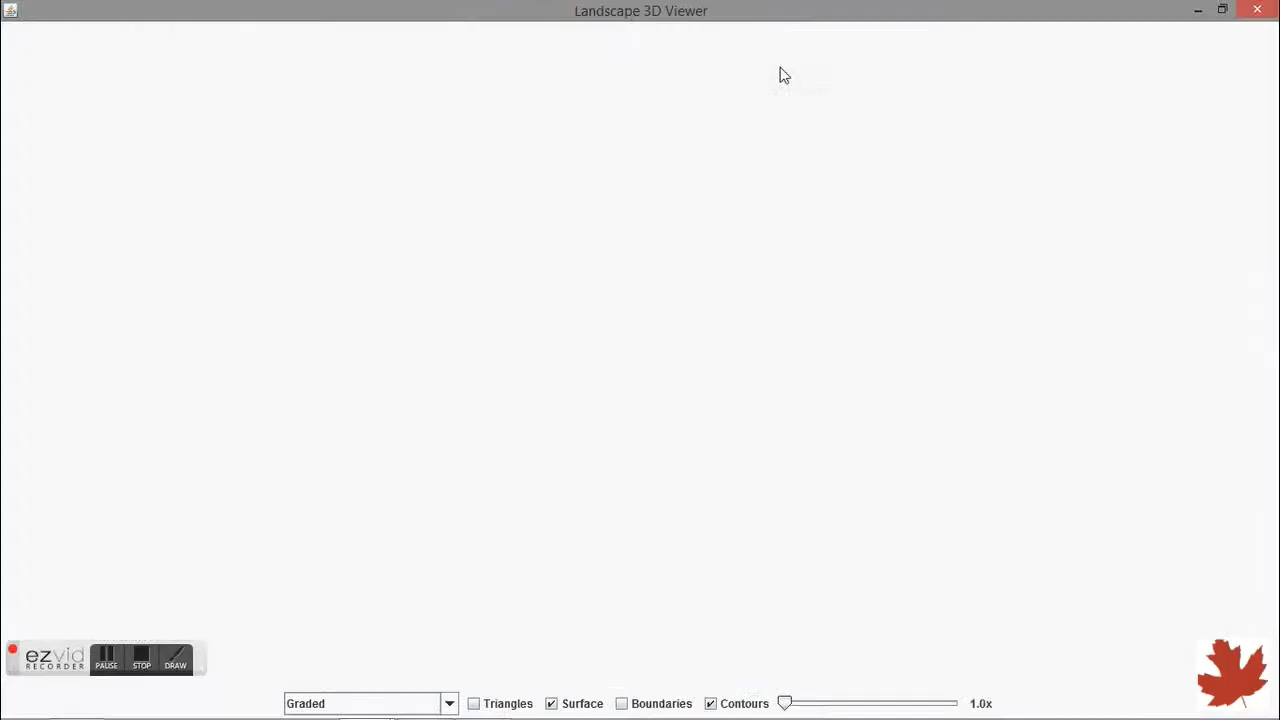 Landscape 3D Viewer
ezvid
RECORDER
PAUSE STOP DRAW
Graded Triangles Surface Boundaries Contours 1.0x